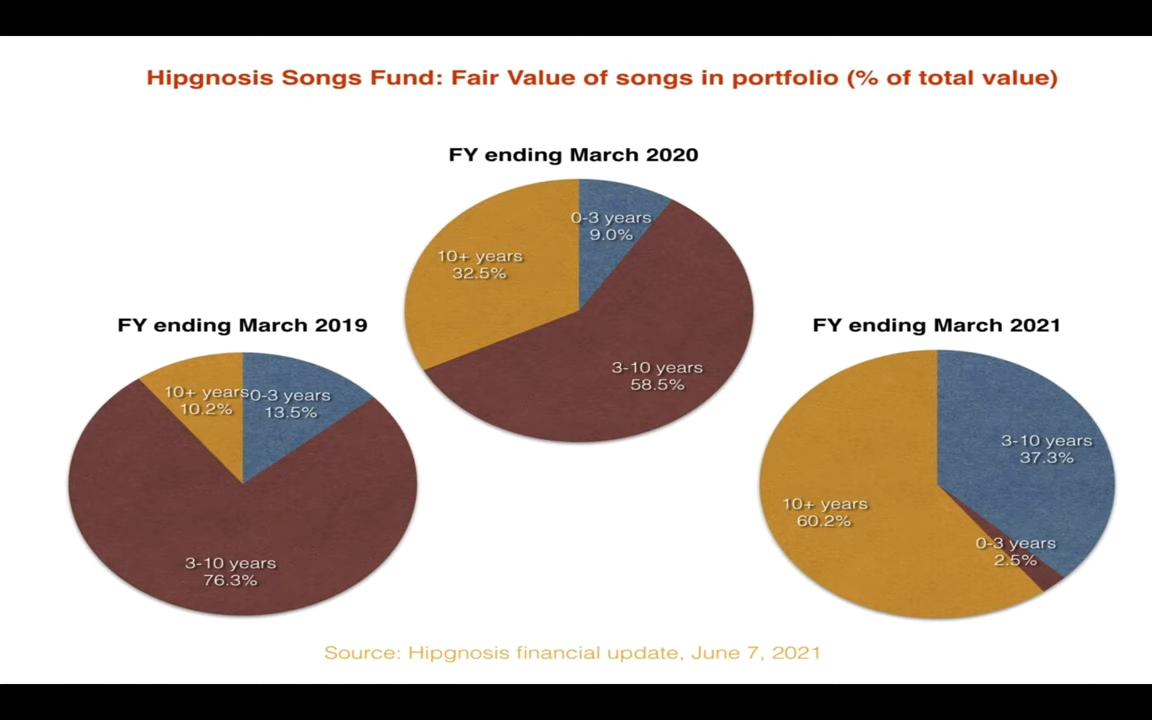 Hipgnosis Songs Fund: Fair Value of songs in portfolio (% of total value)
FY ending March 2020
0-3 years
9.0%
10+ years
32.5%
3-10 years
58.5%
FY ending March 2019
10+ years
10.2%
0-3 years
13.5%
3-10 years
76.3%
FY ending March 2021
3-10 years
37.3%
10+ years
60.2%
0-3 years
2.5%
Source: Hipgnosis financial update, June 7, 2021